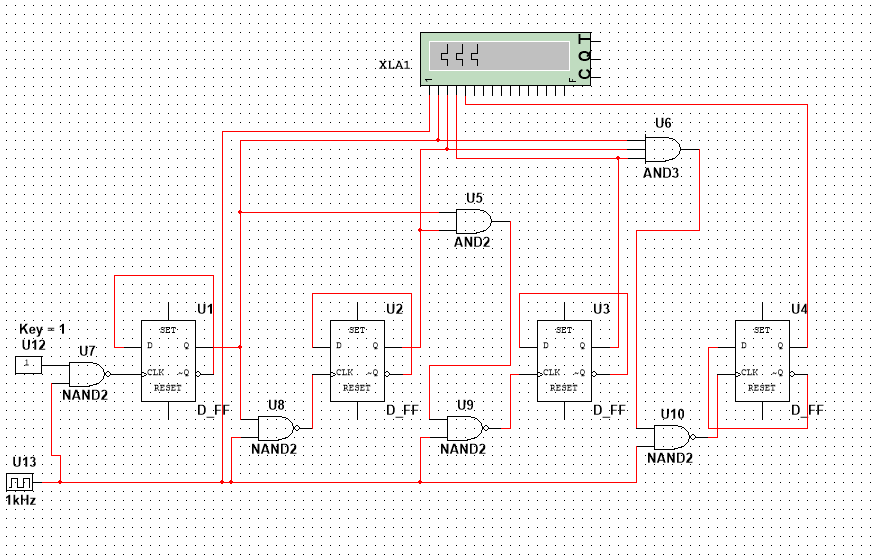 XLA1
1
F
C Q T
U6
AND3
U5
AND2
U1
SET
D Q
CLK ~Q
RESET
D_FF
U2
SET
D Q
CLK ~Q
RESET
D_FF
U3
SET
D Q
CLK ~Q
RESET
D_FF
U4
SET
D Q
CLK ~Q
RESET
D_FF
Key = 1
U12
1
U7
NAND2
U8
NAND2
U9
NAND2
U10
NAND2
U13
1kHz